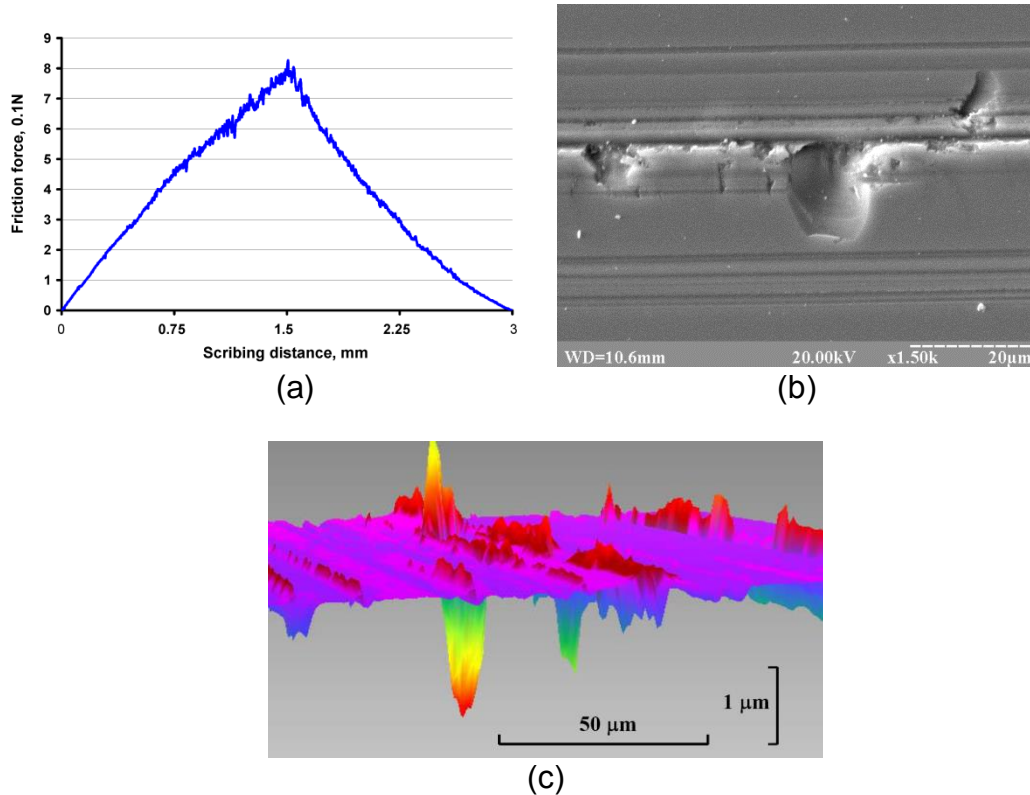 9
8
7
6
5
4
3
2
1
0
Friction force, 0.1N
0 0.75 1.5 2.25 3
Scribing distance, mm
(a)
WD=10.6mm 20.00kV x1.50k 20µm
(b)
1 µm
50 µm
(c)